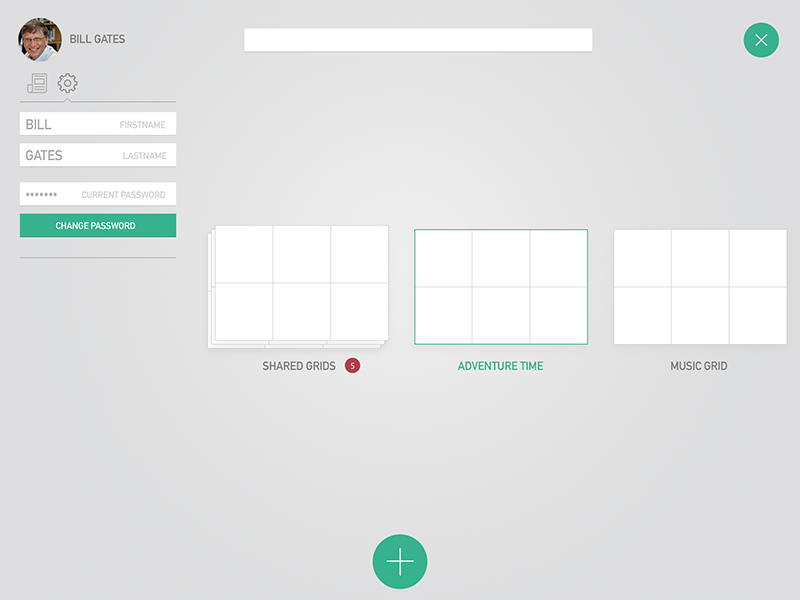 BILL GATES
BILL FIRSTNAME
GATES LASTNAME
******* CURRENT PASSWORD
CHANGE PASSWORD
SHARED GRIDS 5
ADVENTURE TIME
MUSIC GRID